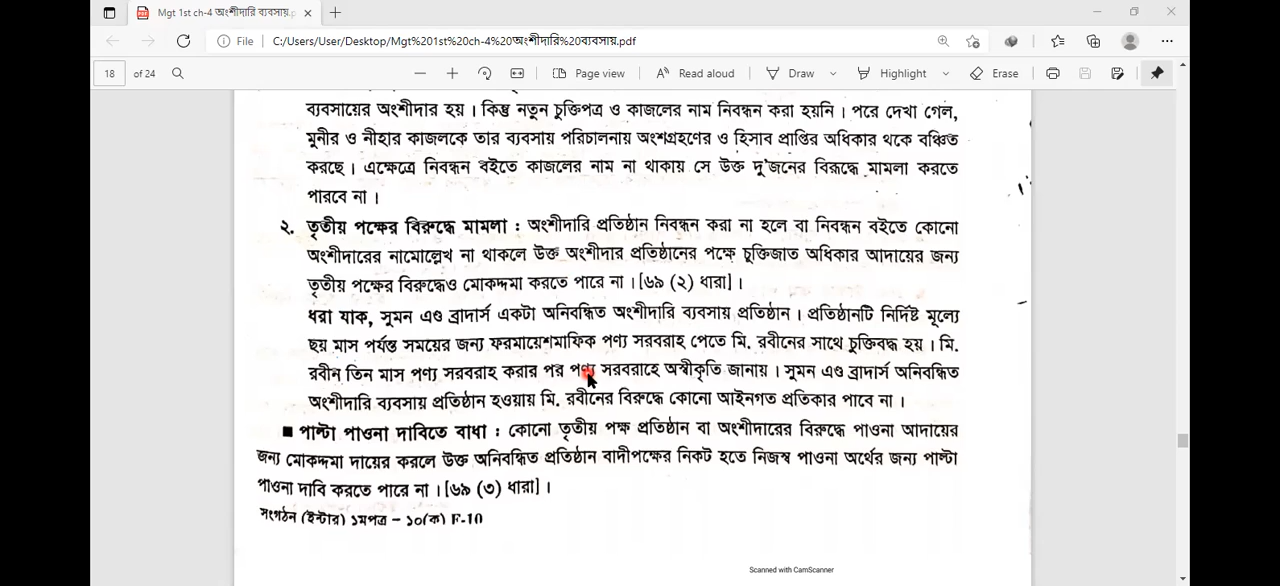 Mgt 1st ch-4 অংশীদারি ব্যবসায়.p
File C:/Users/User/Desktop/Mgt%201st%20ch-4%20অংশীদারি%20ব্যবসায়.pdf
18 of 24 Page view Read aloud Draw Highlight Erase
ব্যবসায়ের অংশীদার হয়। কিন্তু নতুন চুক্তিপত্র ও কাজলের নাম নিবন্ধন করা হয়নি। পরে দেখা গেল,
মুনীর ও নীহার কাজলকে তার ব্যবসায় পরিচালনায় অংশগ্রহণের ও হিসাব প্রাপ্তির অধিকার থকে বঞ্চিত
করছে। এক্ষেত্রে নিবন্ধন বইতে কাজলের নাম না থাকায় সে উক্ত দু'জনের বিরূদ্ধে মামলা করতে
পারবে না।
২. তৃতীয় পক্ষের বিরুদ্ধে মামলা : অংশীদারি প্রতিষ্ঠান নিবন্ধন করা না হলে বা নিবন্ধন বইতে কোনো
অংশীদারের নামোল্লেখ না থাকলে উক্ত অংশীদার প্রতিষ্ঠানের পক্ষে চুক্তিজাত অধিকার আদায়ের জন্য
তৃতীয় পক্ষের বিরুদ্ধেও মোকদ্দমা করতে পারে না। [৬৯ (২) ধারা]।
ধরা যাক, সুমন এণ্ড ব্রাদার্স একটা অনিবন্ধিত অংশীদারি ব্যবসায় প্রতিষ্ঠান। প্রতিষ্ঠানটি নির্দিষ্ট মূল্যে
ছয় মাস পর্যন্ত সময়ের জন্য ফরমায়েশমাফিক পণ্য সরবরাহ পেতে মি. রবীনের সাথে চুক্তিবদ্ধ হয়। মি.
রবীন তিন মাস পণ্য সরবরাহ করার পর পণ্য সরবরাহে অস্বীকৃতি জানায়। সুমন এণ্ড ব্রাদার্স অনিবন্ধিত
অংশীদারি ব্যবসায় প্রতিষ্ঠান হওয়ায় মি. রবীনের বিরুদ্ধে কোনো আইনগত প্রতিকার পাবে না।
■ পাল্টা পাওনা দাবিতে বাধা : কোনো তৃতীয় পক্ষ প্রতিষ্ঠান বা অংশীদারের বিরুদ্ধে পাওনা আদায়ের
জন্য মোকদ্দমা দায়ের করলে উক্ত অনিবন্ধিত প্রতিষ্ঠান বাদীপক্ষের নিকট হতে নিজস্ব পাওনা অর্থের জন্য পাল্টা
পাওনা দাবি করতে পারে না। [৬৯ (৩) ধারা]।
সংগঠন (ইন্টার) ১মপত্র – ১০(ক) F-10
Scanned with CamScanner